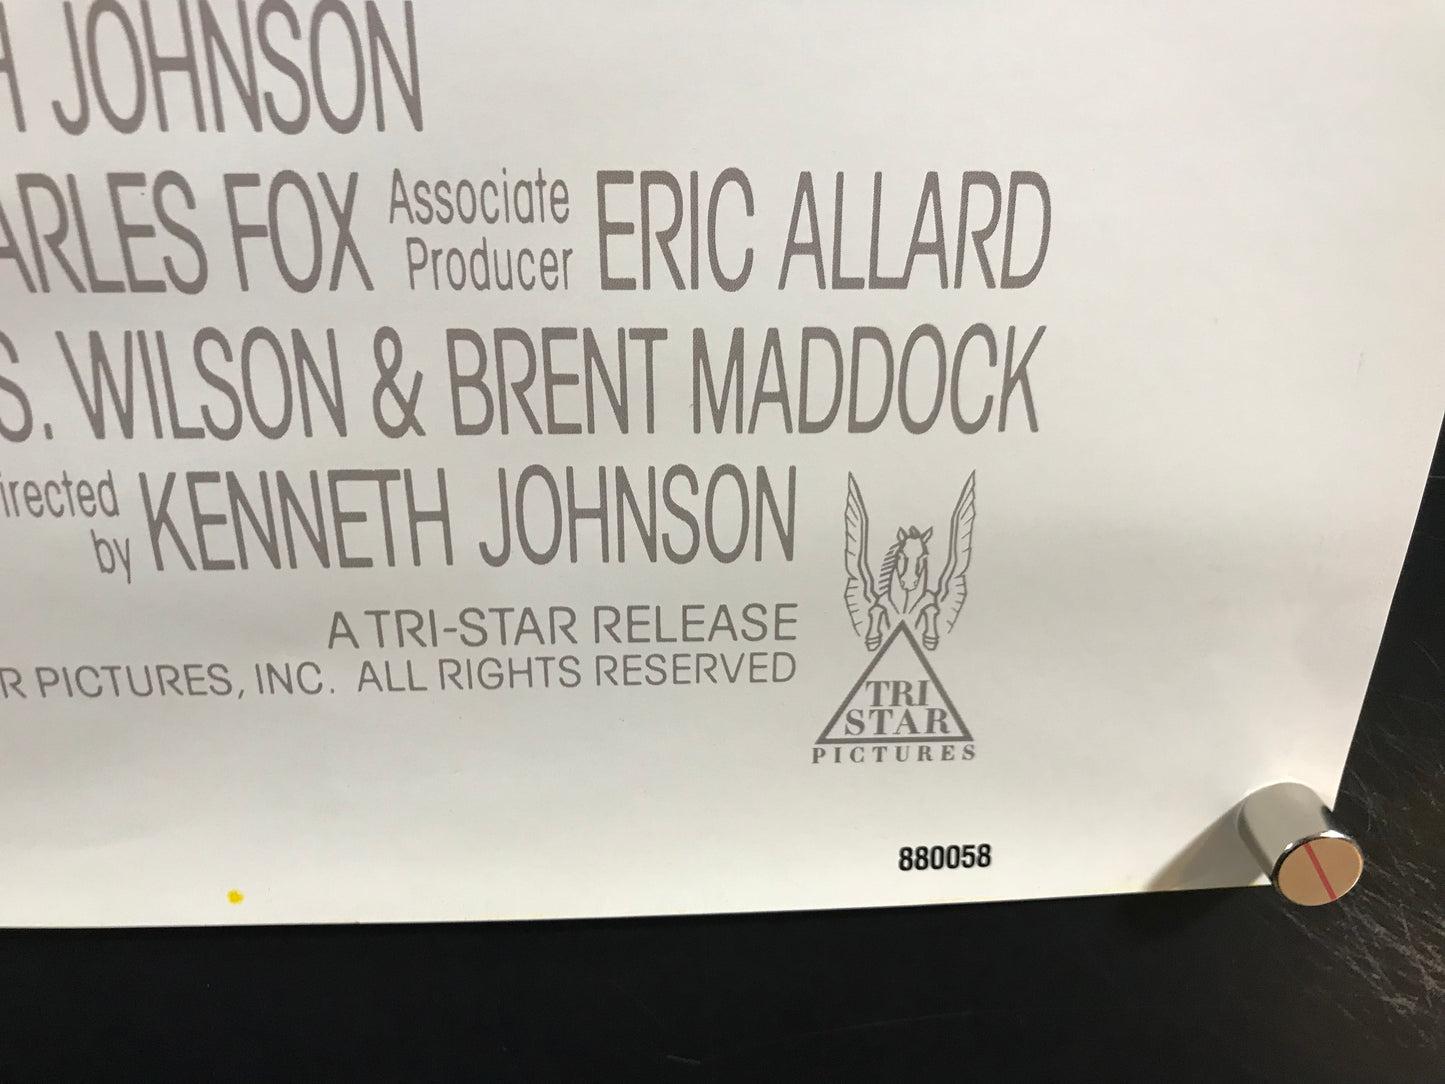 H JOHNSON
ARLES FOX Associate Producer ERIC ALLARD
S. WILSON & BRENT MADDOCK
irected by KENNETH JOHNSON
A TRI-STAR RELEASE
R PICTURES, INC. ALL RIGHTS RESERVED
TRI
STAR
PICTURES
880058